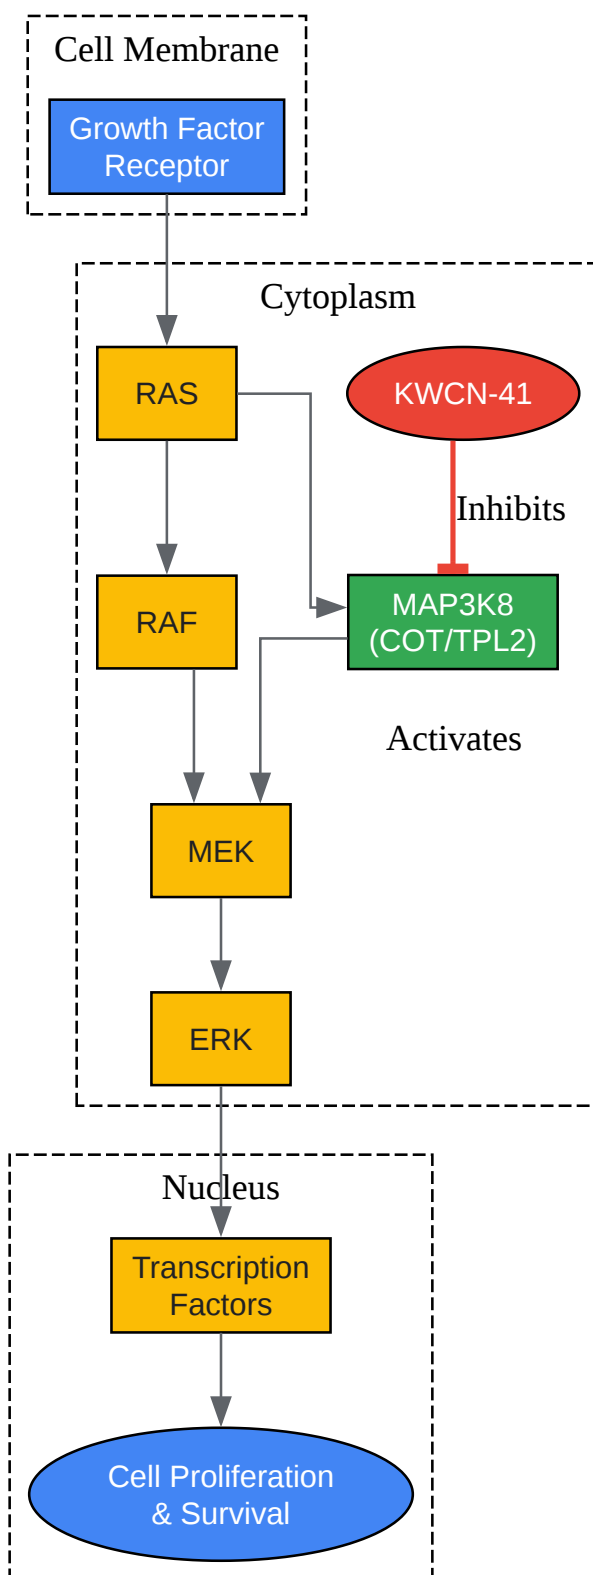 Cell Membrane
Growth Factor
Receptor
Cytoplasm
RAS
KWCN-41
Inhibits
RAF
MAP3K8
(COT/TPL2)
Activates
MEK
ERK
Nucleus
Transcription
Factors
Cell Proliferation
& Survival